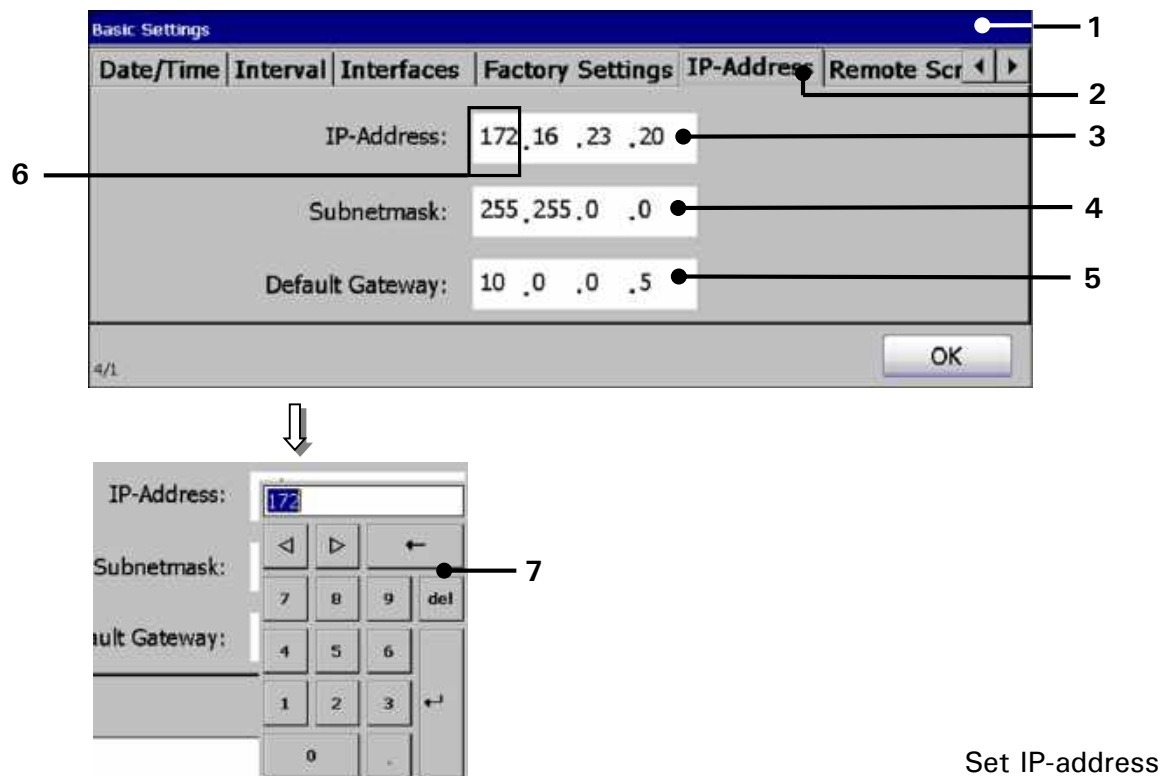 Basic Settings
1
Date/Time Interval Interfaces Factory Settings IP-Address Remote Scr
2
IP-Address: 172.16 .23 .20
3
6
Subnetmask: 255.255.0 .0
4
Default Gateway: 10 .0 .0 .5
5
4/1
OK
IP-Address: 172
Subnetmask:
7
7 8 9 del
ault Gateway:
4 5 6
1 2 3
0 .
Set IP-address